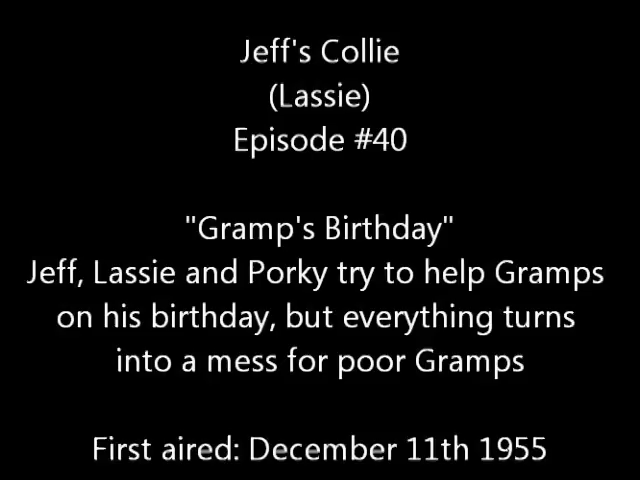 Jeff's Collie
(Lassie)
Episode #40
"Gramp's Birthday"
Jeff, Lassie and Porky try to help Gramps
on his birthday, but everything turns
into a mess for poor Gramps
First aired: December 11th 1955